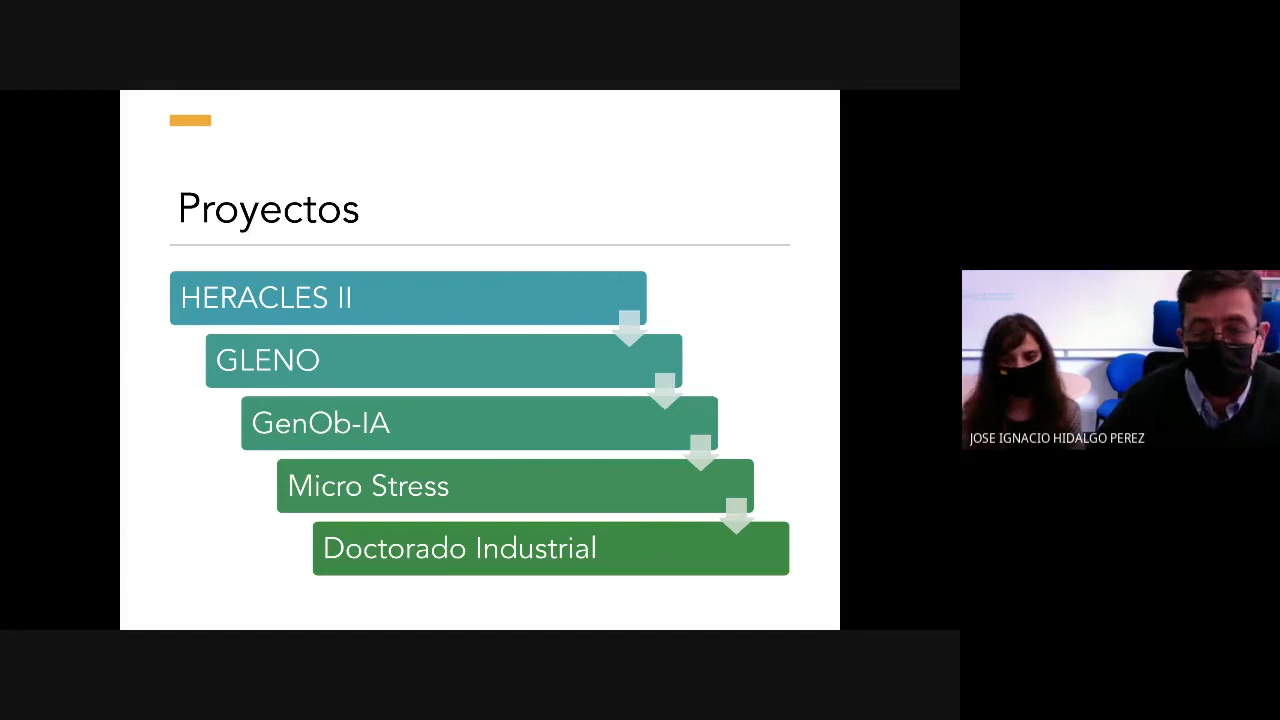 Proyectos
HERACLES II
GLENO
GenOb-IA
Micro Stress
Doctorado Industrial
JOSE IGNACIO HIDALGO PEREZ